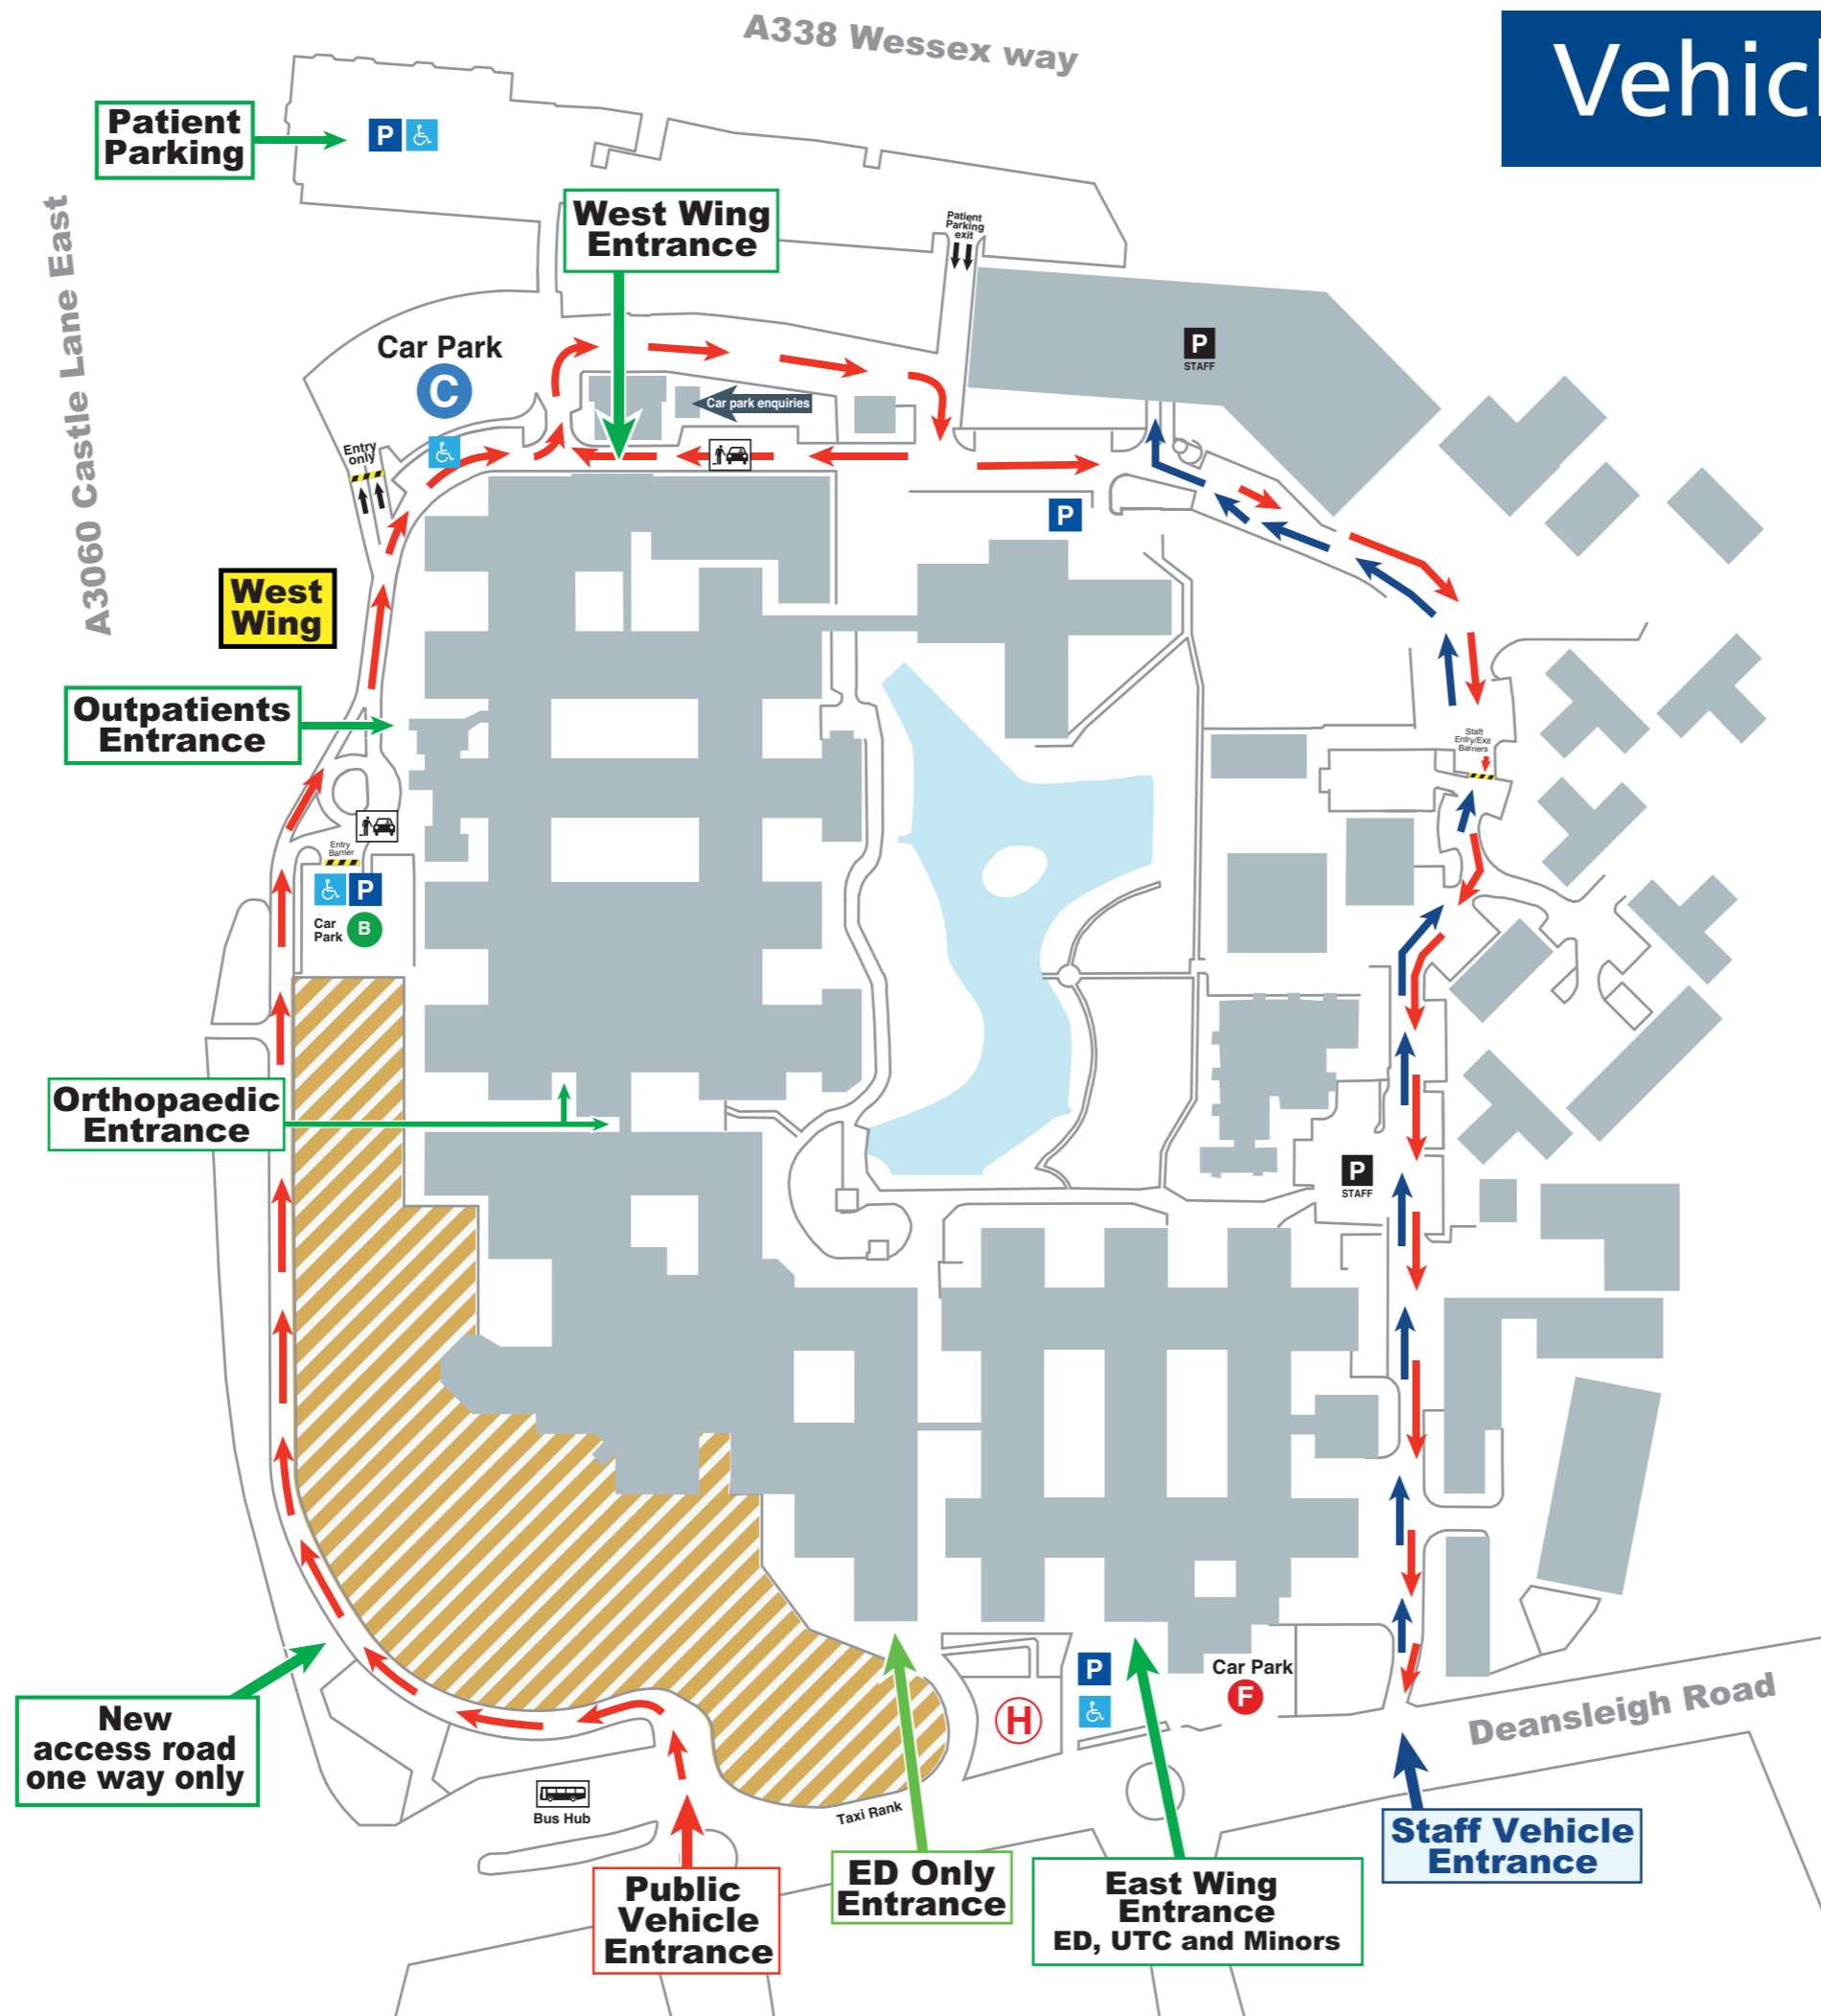 A338 Wessex way
Vehicl
Patient
Parking
P
A3060 Castle Lane East
West Wing
Entrance
Patient
Parking
exit
Car Park
C
P
STAFF
Car park enquiries
Entry
only
P
West
Wing
Outpatients
Entrance
Staff
Entry/Exit
Barriers
Entry
Barrier
P
Car
Park
B
Orthopaedic
Entrance
P
STAFF
New
access road
one way only
P
Car Park
F
H
Deansleigh Road
Bus Hub
Taxi Rank
Staff Vehicle
Entrance
Public
Vehicle
Entrance
ED Only
Entrance
East Wing
Entrance
ED, UTC and Minors